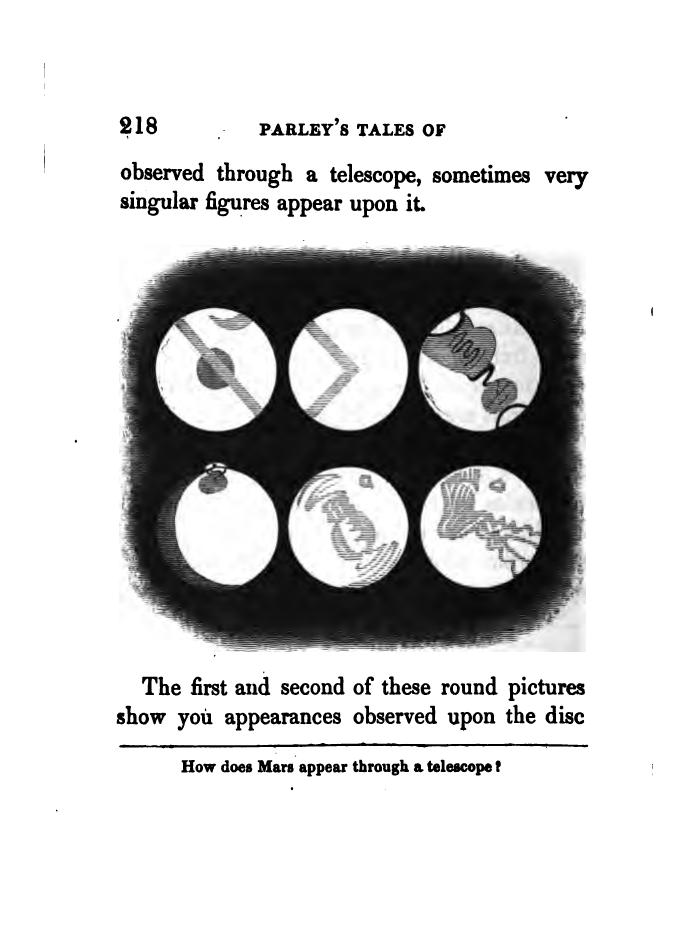 218 PARLEY'S TALES OF
observed through a telescope, sometimes very
singular figures appear upon it.
The first and second of these round pictures
show you appearances observed upon the disc
How does Mars appear through a telescope?